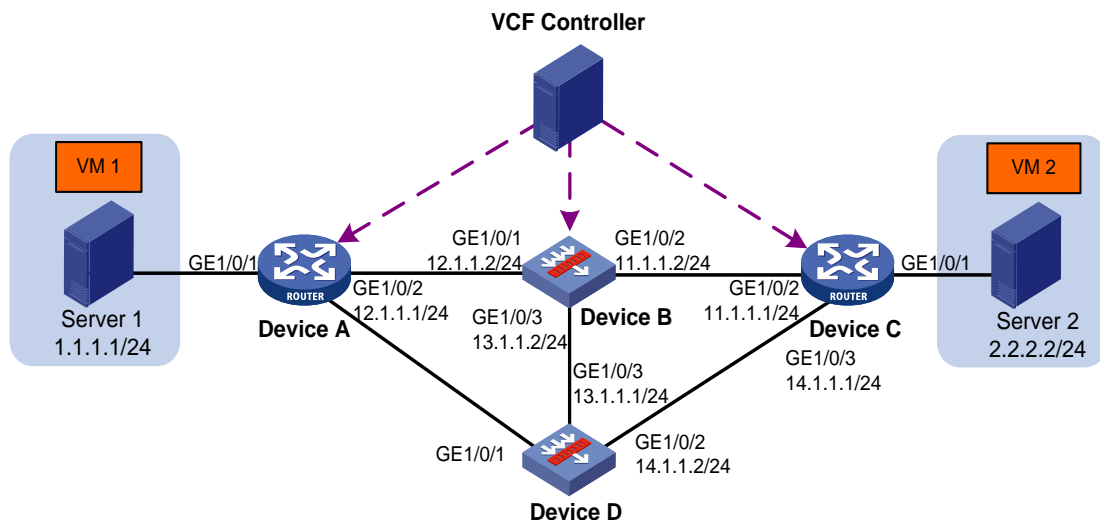 VCF Controller
VM 1
VM 2
GE1/0/1
GE1/0/2
12.1.1.2/24
11.1.1.2/24
GE1/0/1
GE1/0/1
ROUTER
ROUTER
GE1/0/2
12.1.1.1/24
GE1/0/2
11.1.1.1/24
Server 1
1.1.1.1/24
Device A
GE1/0/3
13.1.1.2/24
Device B
Device C
Server 2
2.2.2.2/24
GE1/0/3
13.1.1.1/24
GE1/0/3
14.1.1.1/24
GE1/0/1
GE1/0/2
14.1.1.2/24
Device D